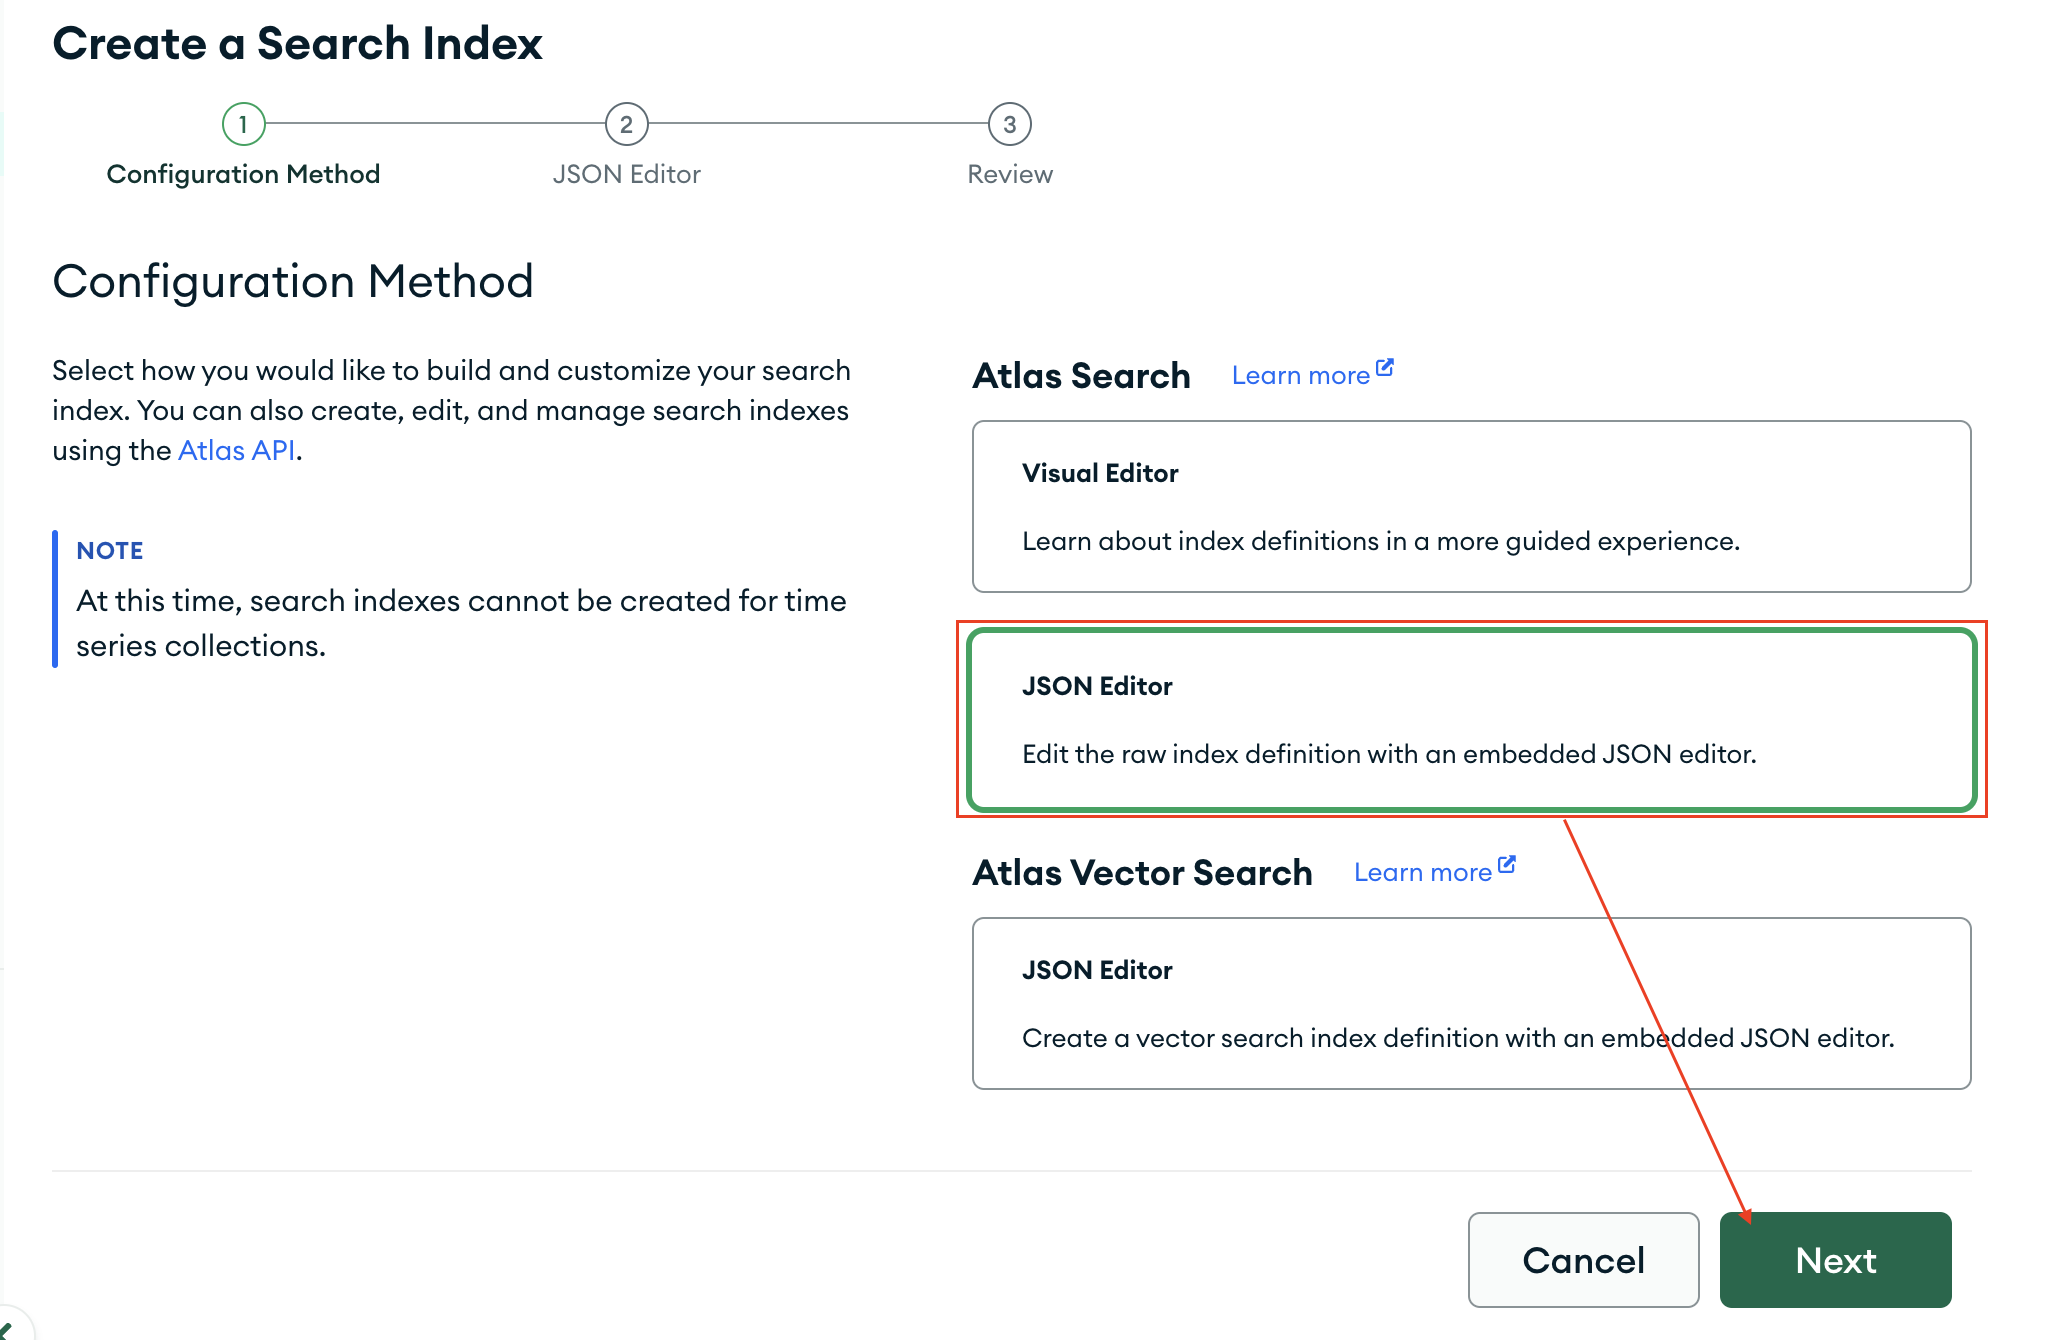 Create a Search Index
1
2
3
Configuration Method
JSON Editor
Review
Configuration Method
Select how you would like to build and customize your search
index. You can also create, edit, and manage search indexes
using the Atlas API.
NOTE
At this time, search indexes cannot be created for time
series collections.
Atlas Search
Learn more
Visual Editor
Learn about index definitions in a more guided experience.
JSON Editor
Edit the raw index definition with an embedded JSON editor.
Atlas Vector Search
Learn more
JSON Editor
Create a vector search index definition with an embedded JSON editor.
Cancel
Next